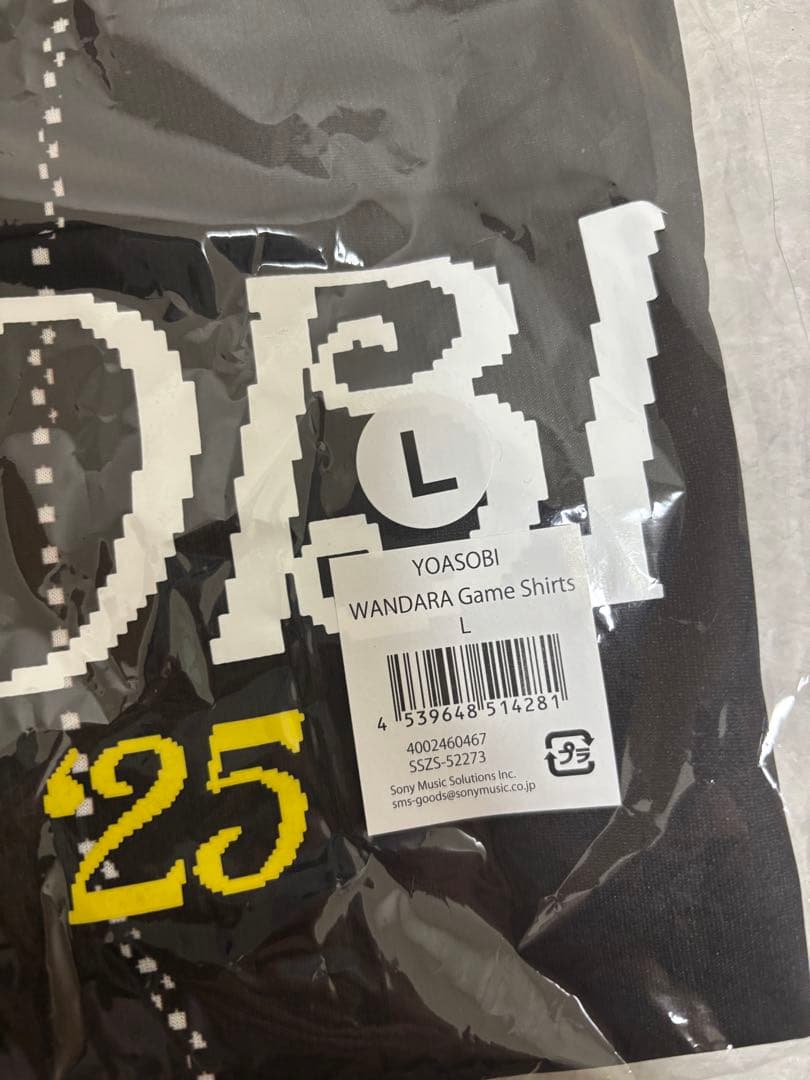 OBI
L
YOASOBI
WANDARA Game Shirts
L
4 539648 514281
4002460467
SSZS-52273
Sony Music Solutions Inc.
sms-goods@sonymusic.co.jp
プラ
'25